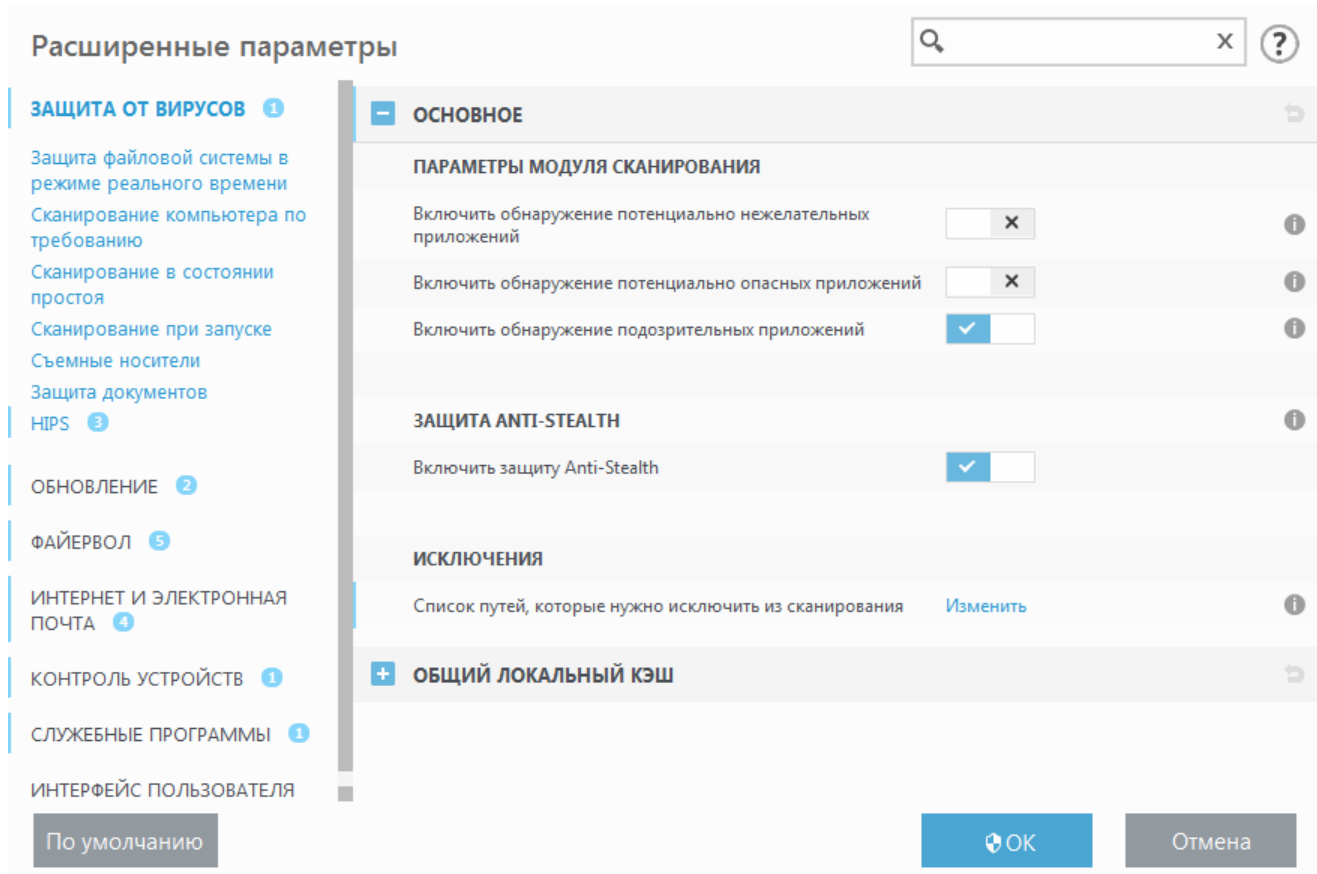 Расширенные параметры
X
?
ЗАЩИТА ОТ ВИРУСОВ 1
Защита файловой системы в
режиме реального времени
Сканирование компьютера по
требованию
Сканирование в состоянии
простоя
Сканирование при запуске
Съемные носители
Защита документов
HIPS 3
ОБНОВЛЕНИЕ 2
ФАЙЕРВОЛ 5
ИНТЕРНЕТ И ЭЛЕКТРОННАЯ
ПОЧТА 4
КОНТРОЛЬ УСТРОЙСТВ 1
СЛУЖЕБНЫЕ ПРОГРАММЫ 1
ИНТЕРФЕЙС ПОЛЬЗОВАТЕЛЯ
ОСНОВНОЕ
ПАРАМЕТРЫ МОДУЛЯ СКАНИРОВАНИЯ
Включить обнаружение потенциально нежелательных
приложений
Включить обнаружение потенциально опасных приложений
Включить обнаружение подозрительных приложений
ЗАЩИТА ANTI-STEALTH
Включить защиту Anti-Stealth
ИСКЛЮЧЕНИЯ
Список путей, которые нужно исключить из сканирования Изменить
ОБЩИЙ ЛОКАЛЬНЫЙ КЭШ
По умолчанию
OK
Отмена